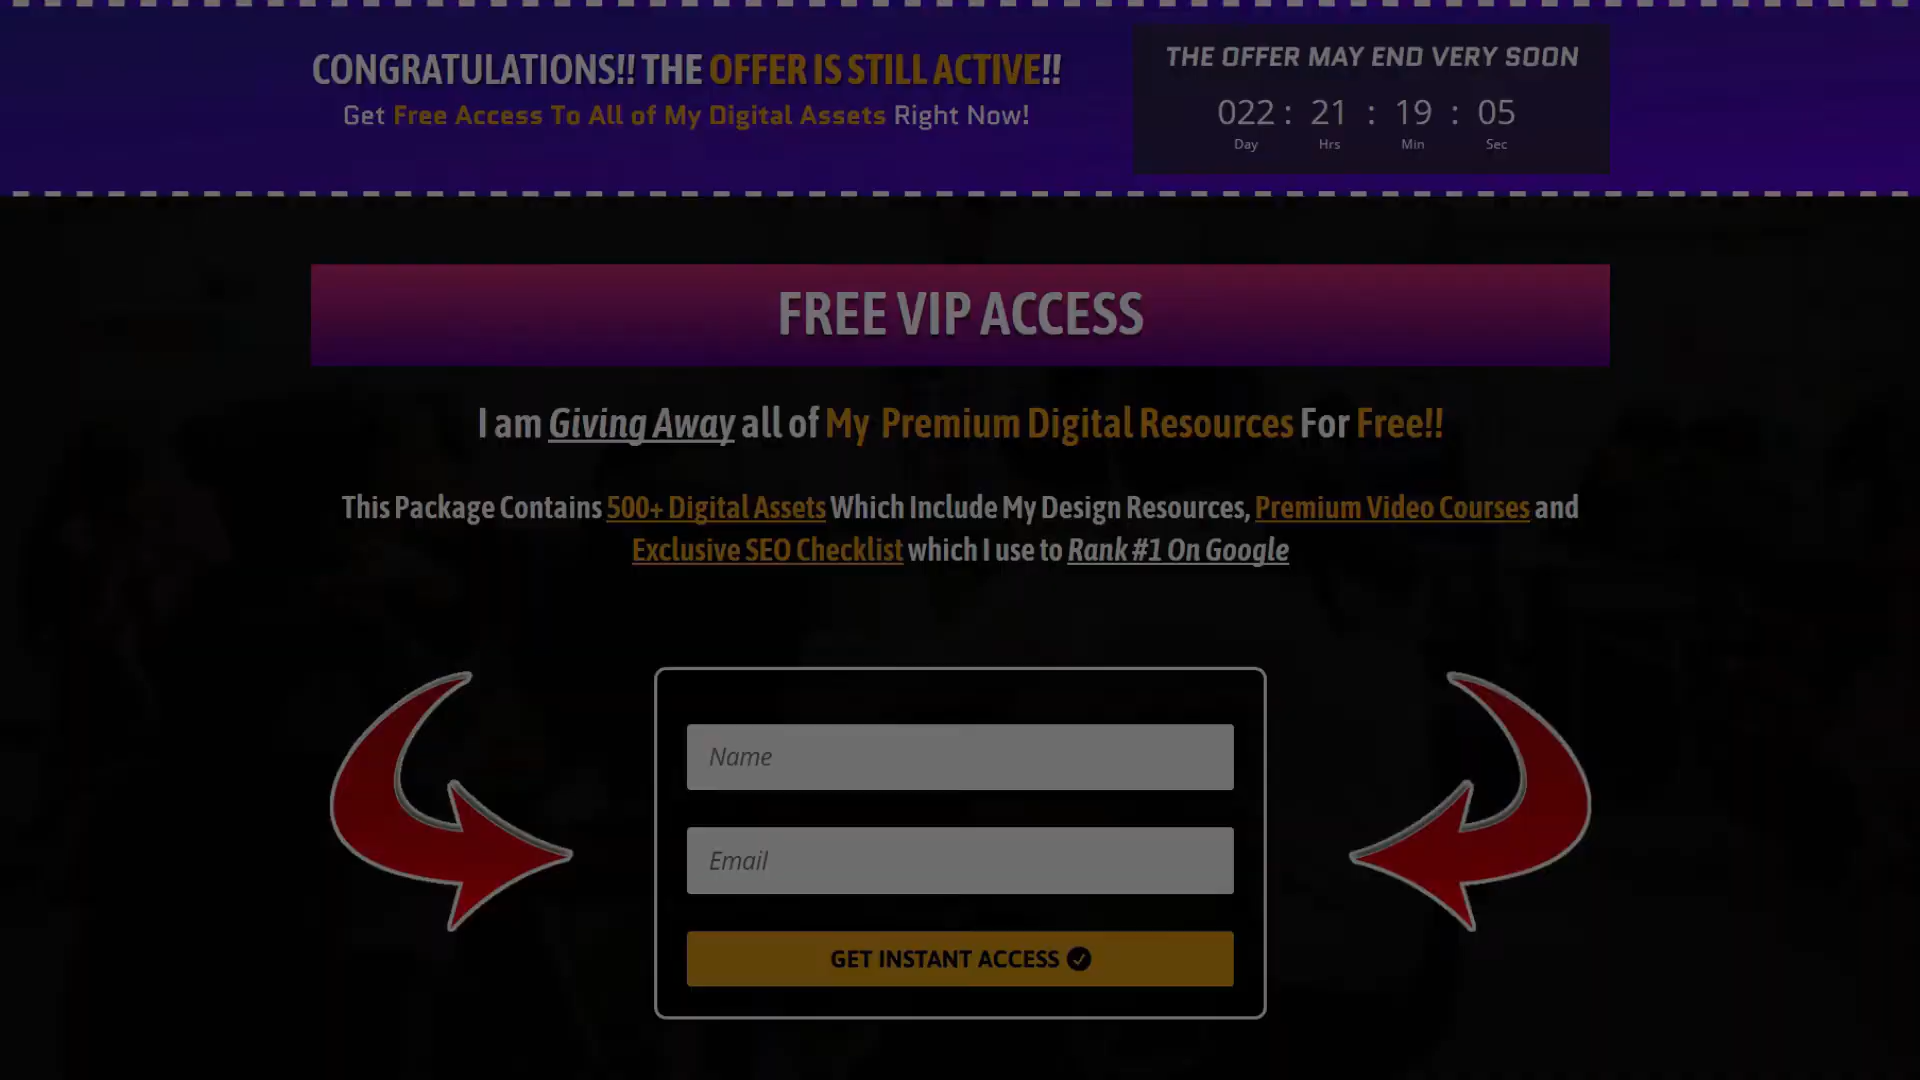 CONGRATULATIONS!! THE OFFER IS STILL ACTIVE!!
Get Free Access To All of My Digital Assets Right Now!
THE OFFER MAY END VERY SOON
022 : 21 : 19 : 05
Day Hrs Min Sec
FREE VIP ACCESS
I am Giving Away all of My Premium Digital Resources For Free!!
This Package Contains 500+ Digital Assets Which Include My Design Resources, Premium Video Courses and
Exclusive SEO Checklist which I use to Rank #1 On Google
Name
Email
GET INSTANT ACCESS